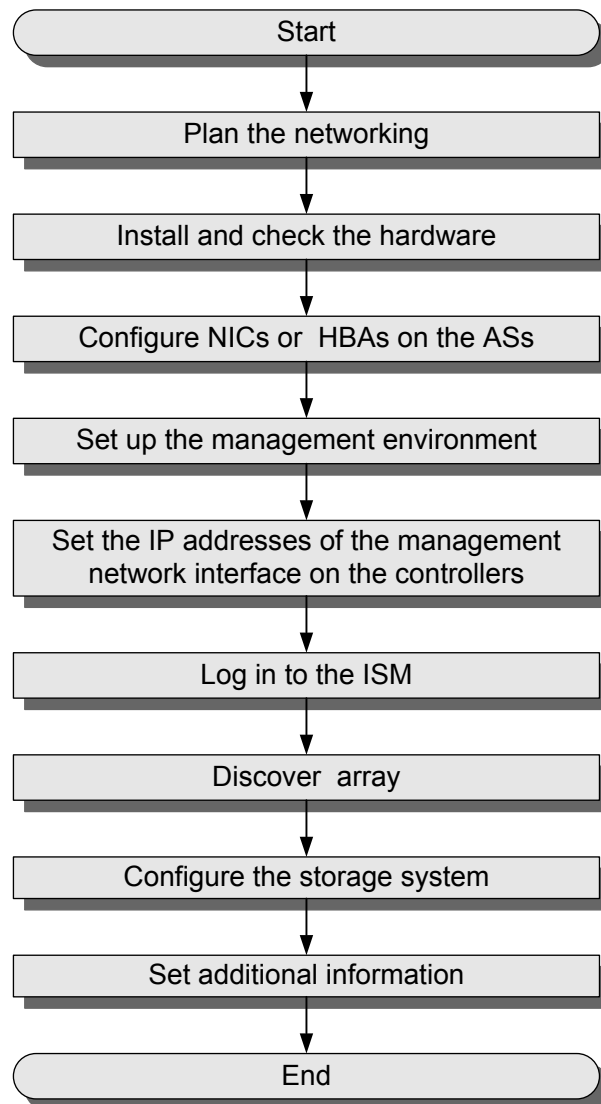 Start
Plan the networking
Install and check the hardware
Configure NICs or  HBAs on the ASs
Set up the management environment
Set the IP addresses of the management
network interface on the controllers
Log in to the ISM
Discover  array
Configure the storage system
Set additional information
End